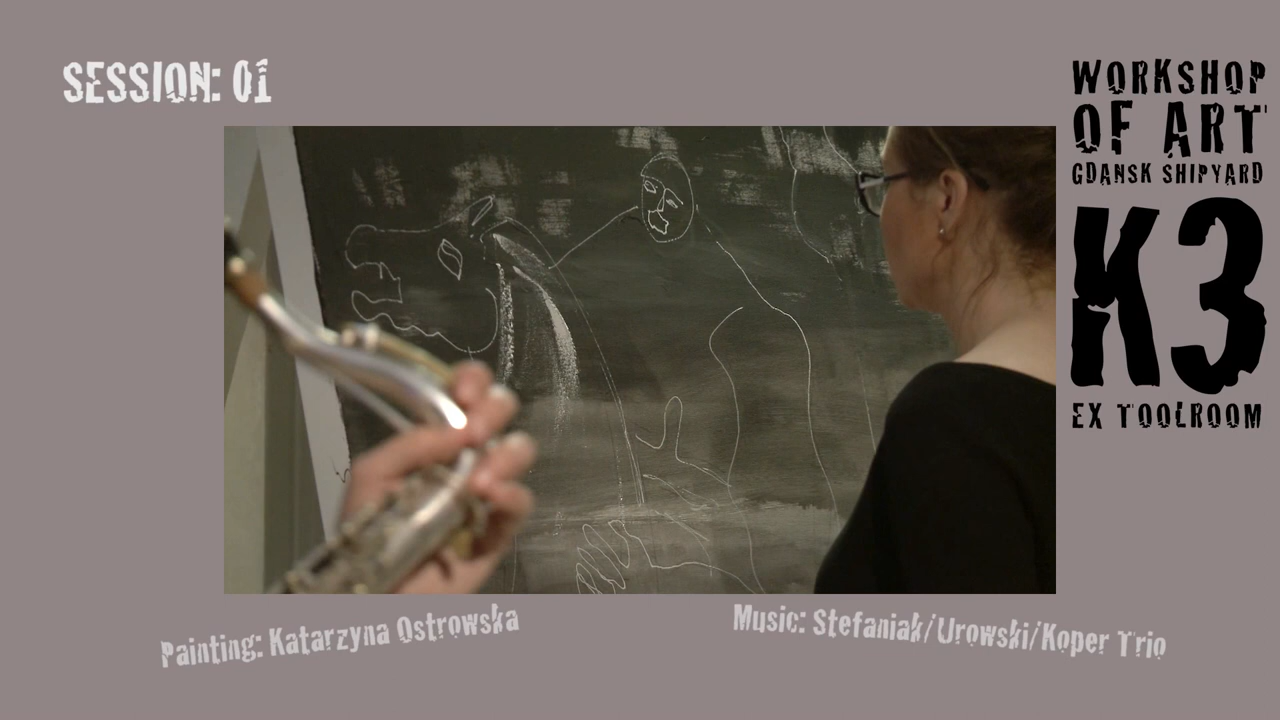 SESSION: 01
WORKSHOP
OF ART
GDANSK SHIPYARD
K3
EX TOOLROOM
Painting: Katarzyna Ostrowska
Music: Stefaniak/Urowski/Koper Trio